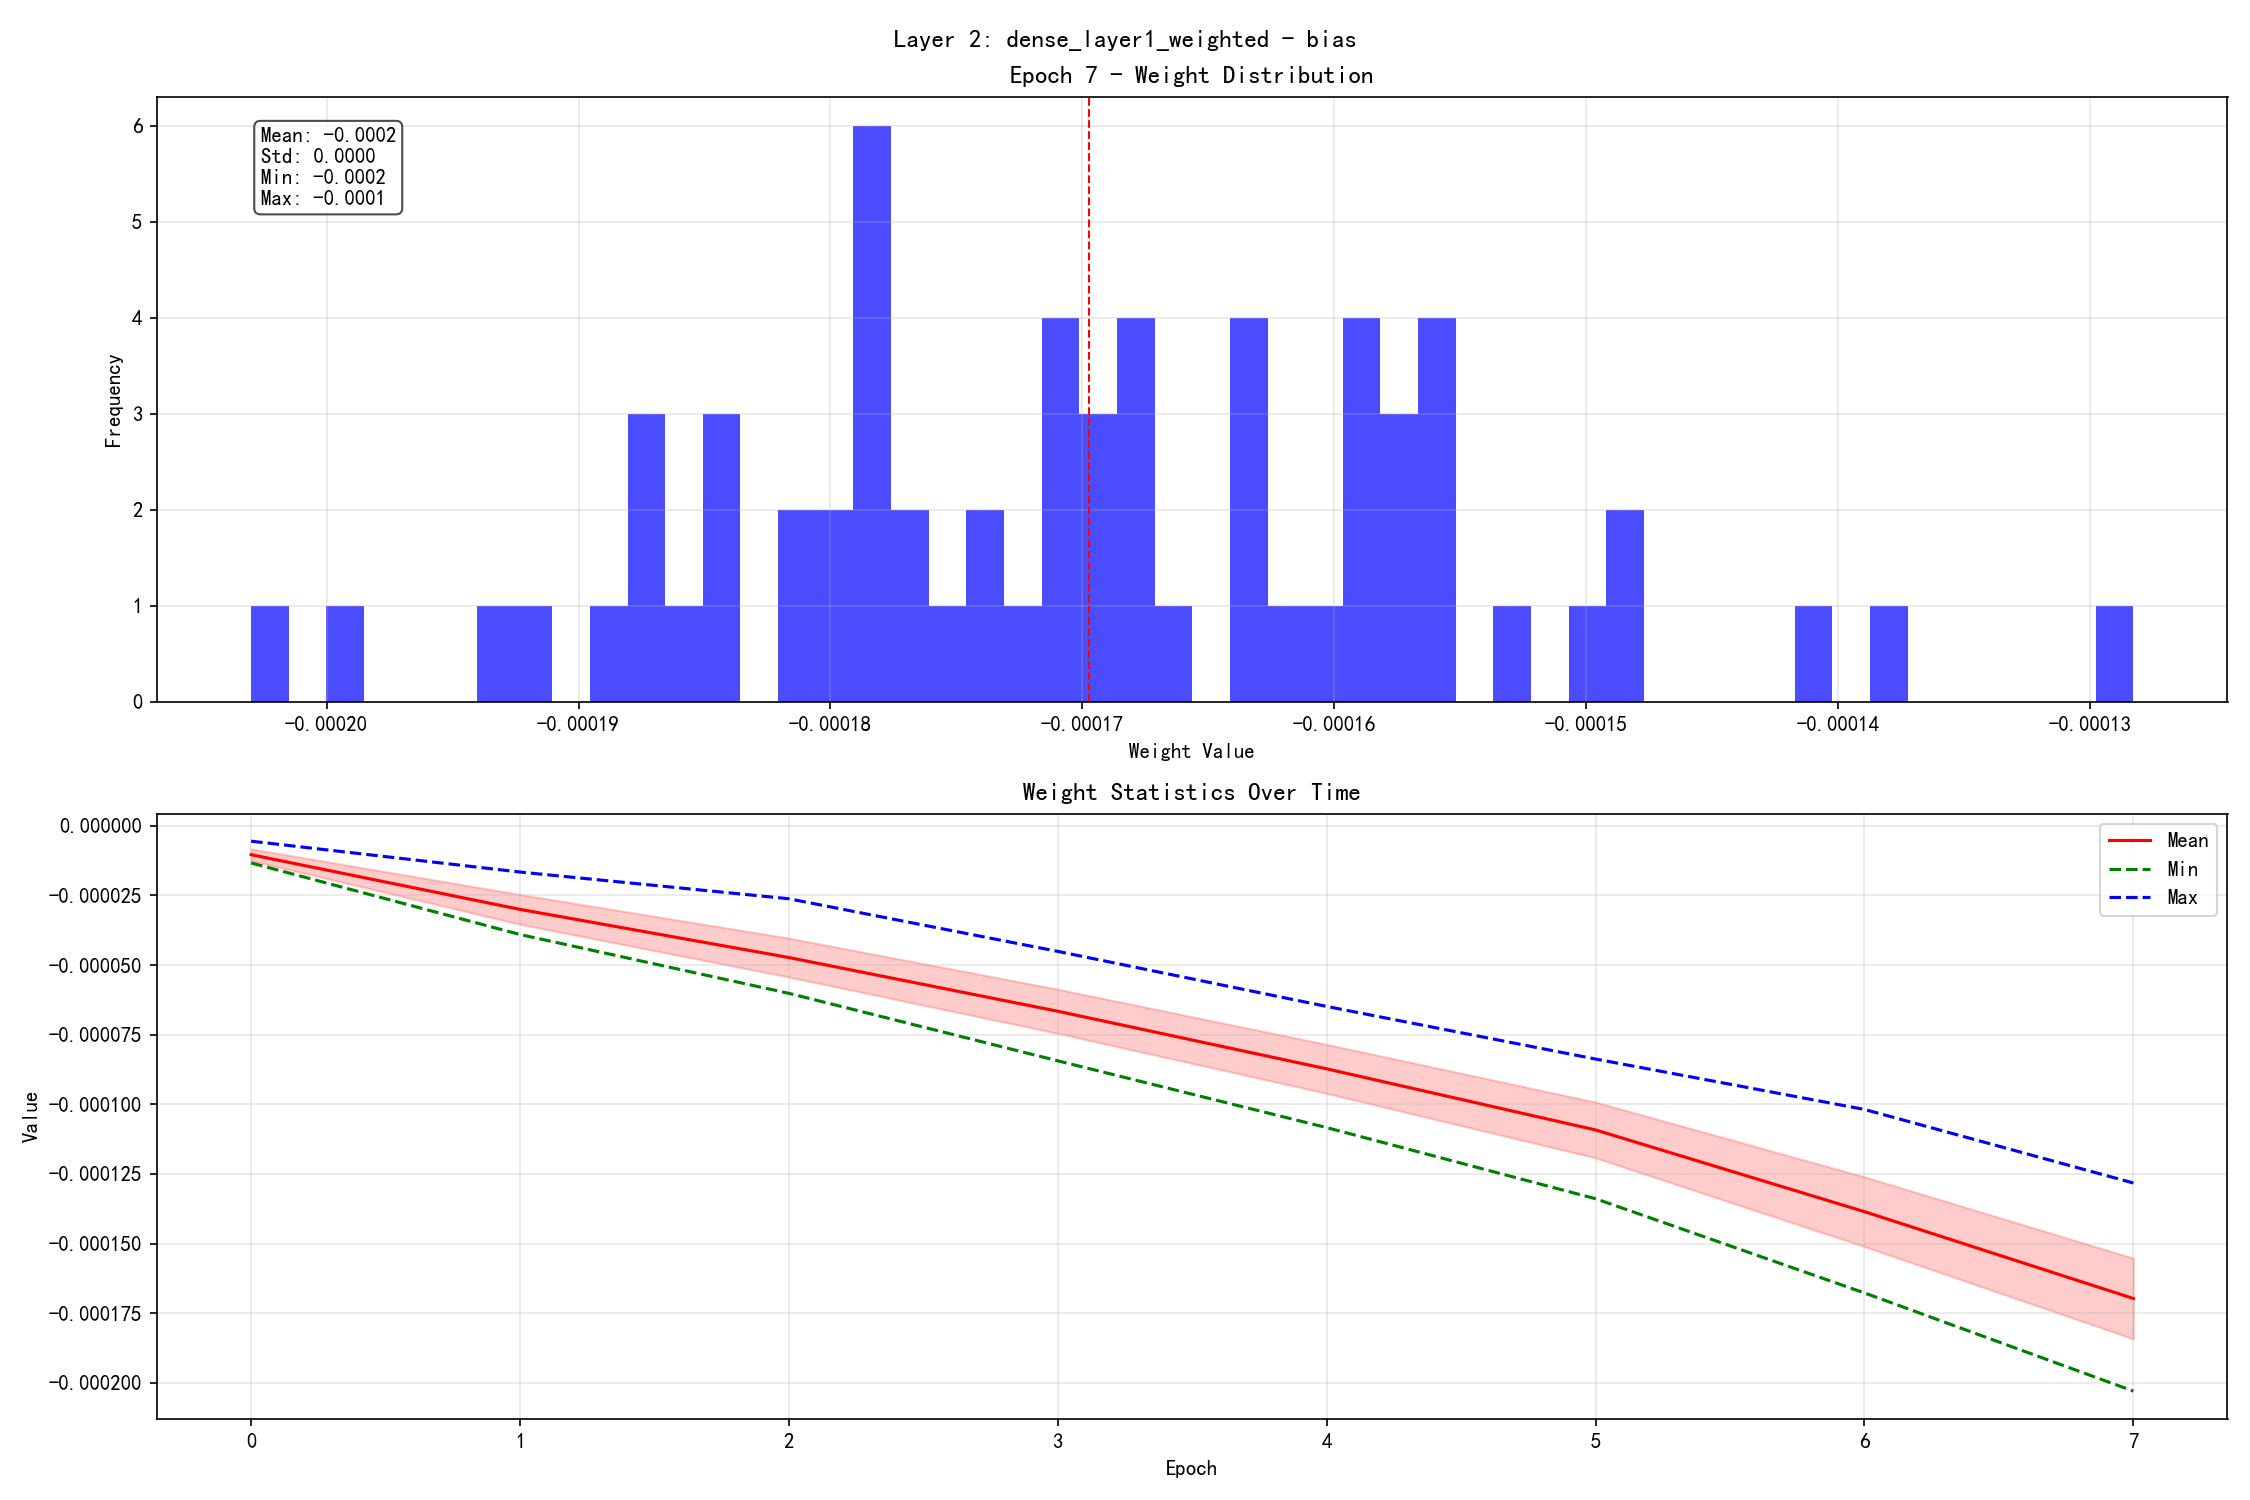 Layer 2: dense_layer1_weighted - bias
Epoch 7 - Weight Distribution
Mean: -0.0002
Std: 0.0000
Min: -0.0002
Max: -0.0001
Frequency
6
5
4
3
2
1
0
-0.00020 -0.00019 -0.00018 -0.00017 -0.00016 -0.00015 -0.00014 -0.00013
Weight Value
Weight Statistics Over Time
Mean
Min
Max
Value
0.000000
-0.000025
-0.000050
-0.000075
-0.000100
-0.000125
-0.000150
-0.000175
-0.000200
0 1 2 3 4 5 6 7
Epoch